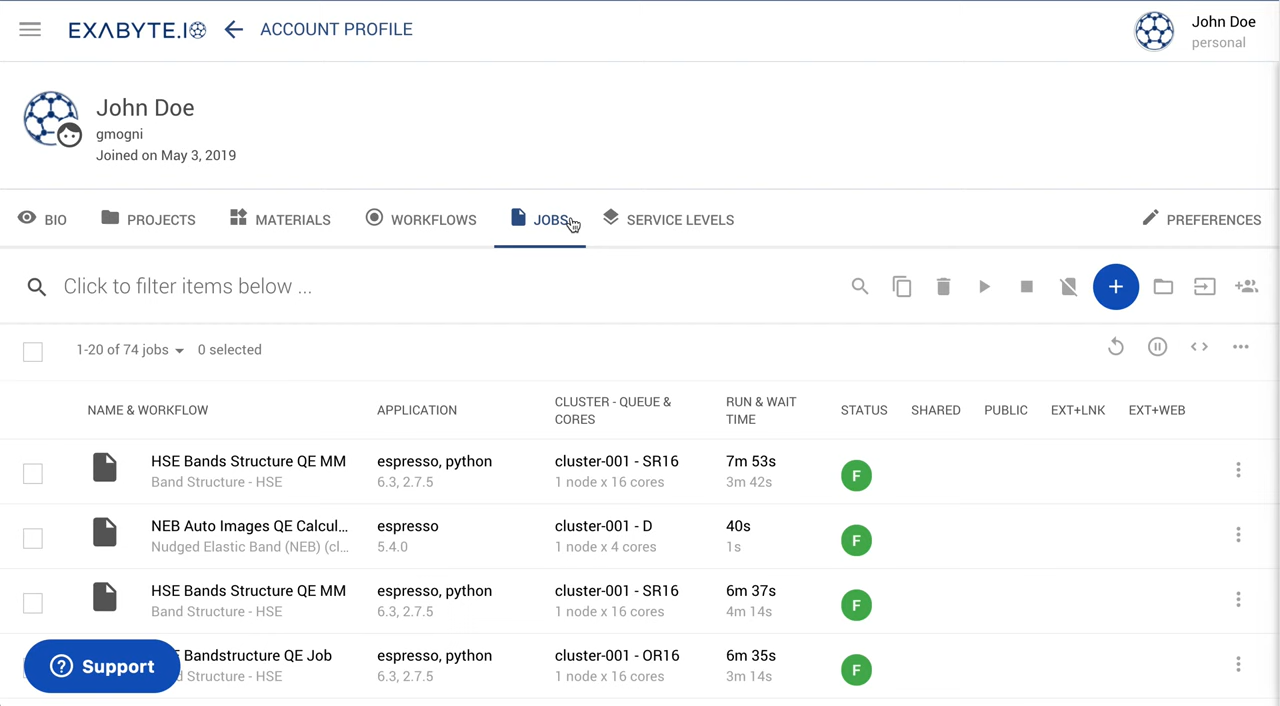 EXABYTE.IO
ACCOUNT PROFILE
John Doe
personal
John Doe
gmogni
Joined on May 3, 2019
BIO PROJECTS MATERIALS WORKFLOWS JOBS SERVICE LEVELS PREFERENCES
Click to filter items below ...
1-20 of 74 jobs 0 selected
NAME & WORKFLOW APPLICATION CLUSTER - QUEUE & CORES RUN & WAIT TIME STATUS SHARED PUBLIC EXT+LNK EXT+WEB
HSE Bands Structure QE MM espresso, python cluster-001 - SR16 7m 53s F
Band Structure - HSE 6.3, 2.7.5 1 node x 16 cores 3m 42s
NEB Auto Images QE Calcul... espresso cluster-001 - D 40s F
Nudged Elastic Band (NEB) (cl... 5.4.0 1 node x 4 cores 1s
HSE Bands Structure QE MM espresso, python cluster-001 - SR16 6m 37s F
Band Structure - HSE 6.3, 2.7.5 1 node x 16 cores 4m 14s
Bandstructure QE Job espresso, python cluster-001 - OR16 6m 35s F
Structure - HSE 6.3, 2.7.5 1 node x 16 cores 3m 14s
Support